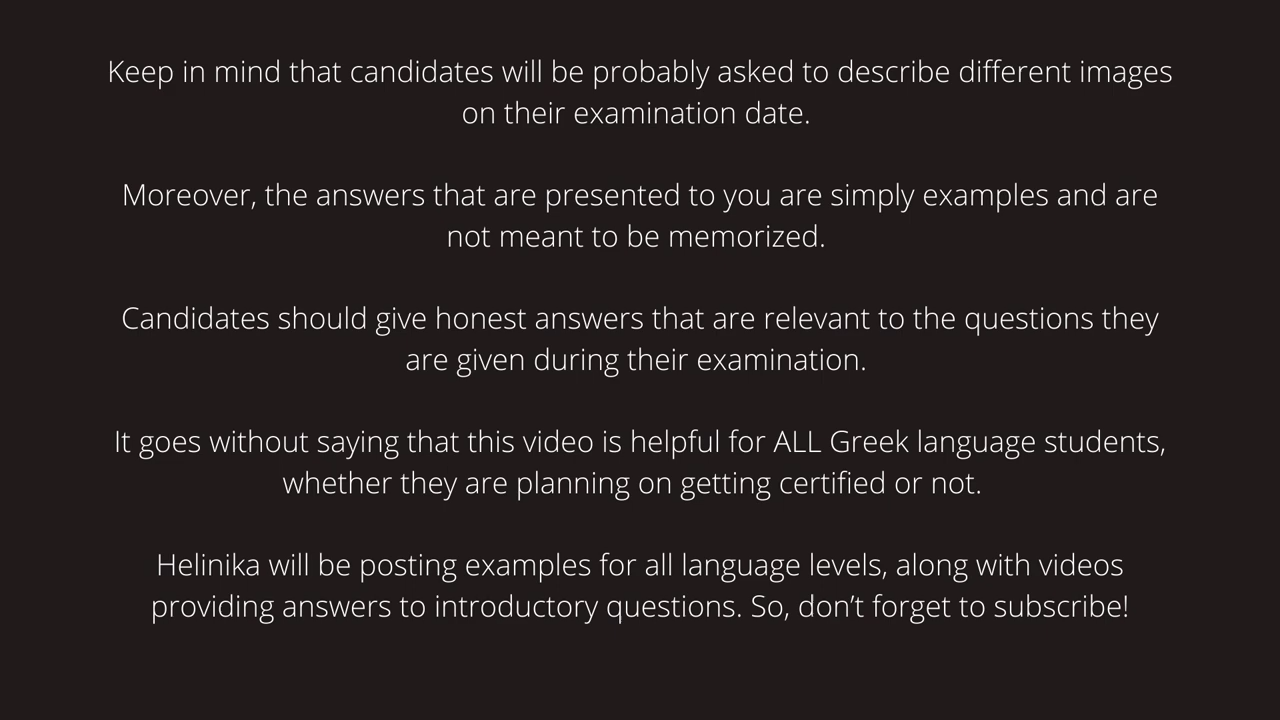 Keep in mind that candidates will be probably asked to describe different images
on their examination date.
Moreover, the answers that are presented to you are simply examples and are
not meant to be memorized.
Candidates should give honest answers that are relevant to the questions they
are given during their examination.
It goes without saying that this video is helpful for ALL Greek language students,
whether they are planning on getting certified or not.
Helinika will be posting examples for all language levels, along with videos
providing answers to introductory questions. So, don’t forget to subscribe!